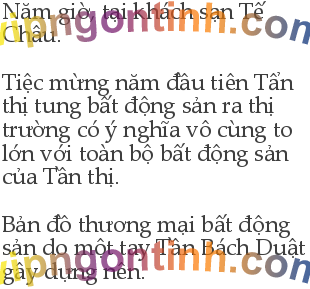 Năm giờ, tại khách sạn Tế
Châu.
Tiệc mừng năm đầu tiên Tẩn
thị tung bất động sản ra thị
trường có ý nghĩa vô cùng to
lớn với toàn bộ bất động sản
của Tần thị.
Bản đồ thương mại bất động
sản do một tay Tần Bách Duật
gây dựng nên.